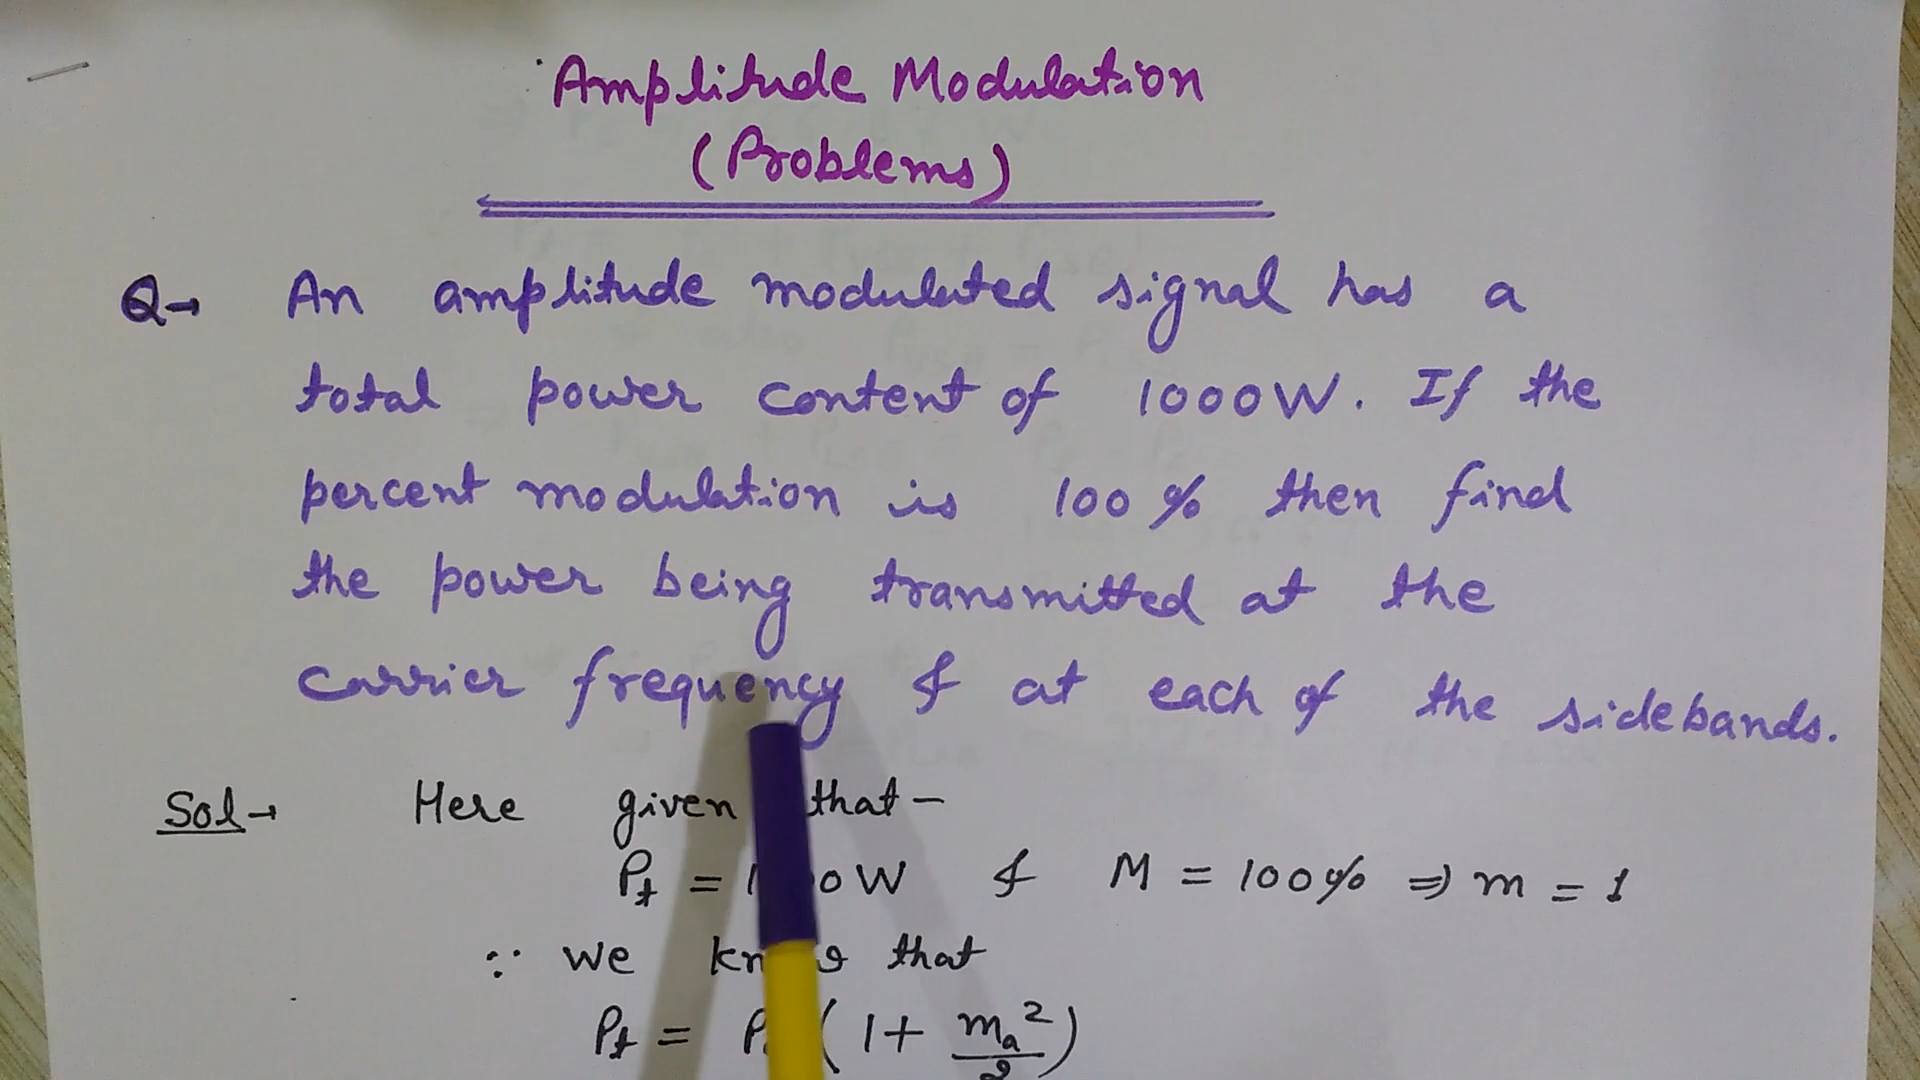 Amplitude Modulation
(Problems)
Q→ An amplitude modulated signal has a
total power content of 1000W. If the
percent modulation is 100% then find
the power being transmitted at the
carrier frequency & at each of the sidebands.
Sol→ Here given that –
Pt = W & M = 100% ⇒ m = 1
∵ we that
Pt = (1 + ma²/2)